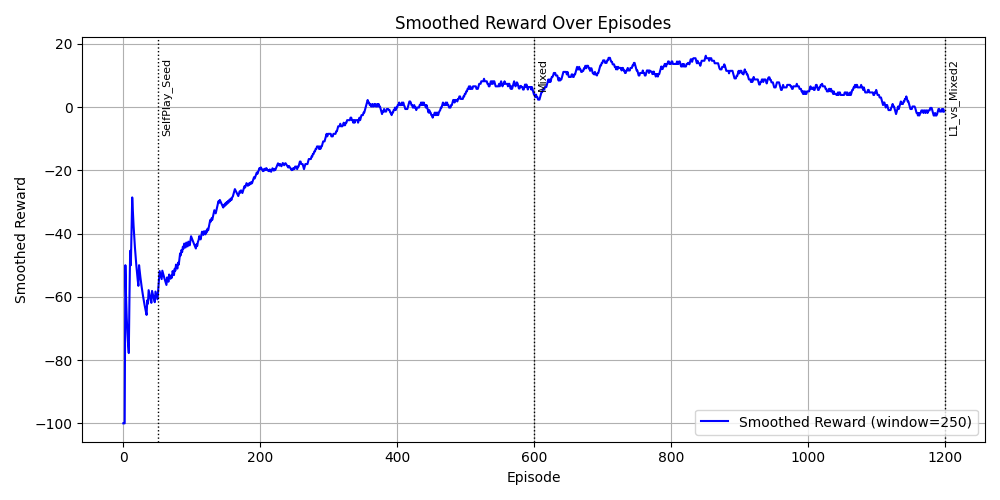 Smoothed Reward Over Episodes
20
0
−20
−40
−60
−80
−100
Smoothed Reward
SelfPlay_Seed
Mixed
L1_vs_Mixed2
Smoothed Reward (window=250)
0
200
400
600
800
1000
1200
Episode